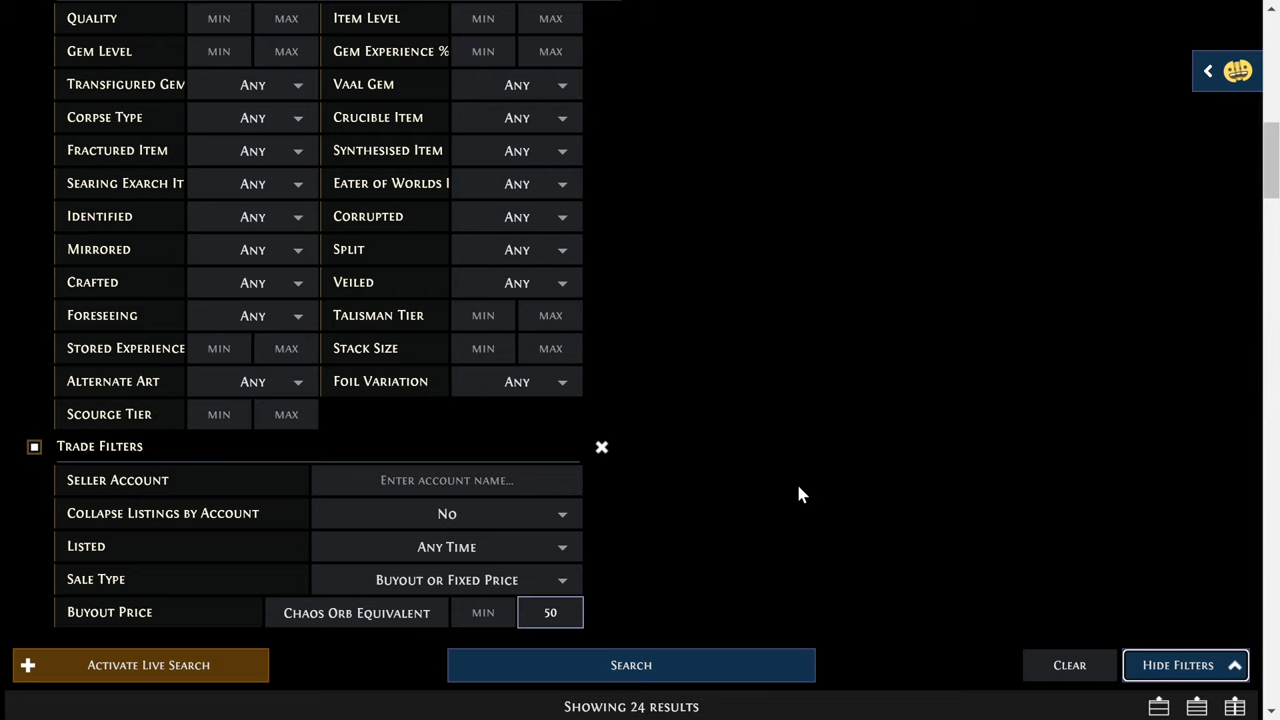 QUALITY MIN MAX ITEM LEVEL MIN MAX
GEM LEVEL MIN MAX GEM EXPERIENCE % MIN MAX
TRANSFIGURED GEM ANY VAAL GEM ANY
CORPSE TYPE ANY CRUCIBLE ITEM ANY
FRACTURED ITEM ANY SYNTHESISED ITEM ANY
SEARING EXARCH IT ANY EATER OF WORLDS I ANY
IDENTIFIED ANY CORRUPTED ANY
MIRRORED ANY SPLIT ANY
CRAFTED ANY VEILED ANY
FORESEEING ANY TALISMAN TIER MIN MAX
STORED EXPERIENCE MIN MAX STACK SIZE MIN MAX
ALTERNATE ART ANY FOIL VARIATION ANY
SCOURGE TIER MIN MAX
TRADE FILTERS
SELLER ACCOUNT ENTER ACCOUNT NAME...
COLLAPSE LISTINGS BY ACCOUNT NO
LISTED ANY TIME
SALE TYPE BUYOUT OR FIXED PRICE
BUYOUT PRICE CHAOS ORB EQUIVALENT MIN 50
ACTIVATE LIVE SEARCH SEARCH CLEAR HIDE FILTERS
SHOWING 24 RESULTS